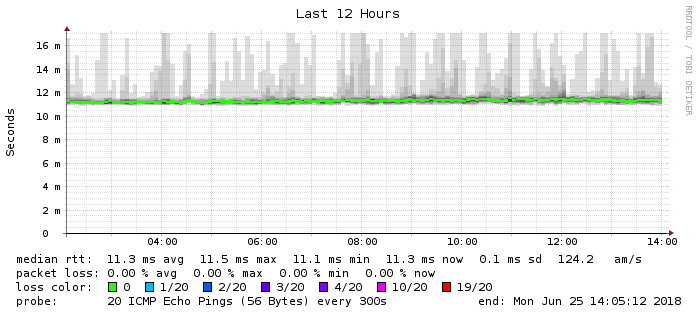 Last 12 Hours
RRDTOOL / TOBI OETIKER
Seconds
16 m
14 m
12 m
10 m
8 m
6 m
4 m
2 m
0
04:00 06:00 08:00 10:00 12:00 14:00
median rtt: 11.3 ms avg 11.5 ms max 11.1 ms min 11.3 ms now 0.1 ms sd 124.2 am/s
packet loss: 0.00 % avg 0.00 % max 0.00 % min 0.00 % now
loss color: 0 1/20 2/20 3/20 4/20 10/20 19/20
probe: 20 ICMP Echo Pings (56 Bytes) every 300s end: Mon Jun 25 14:05:12 2018